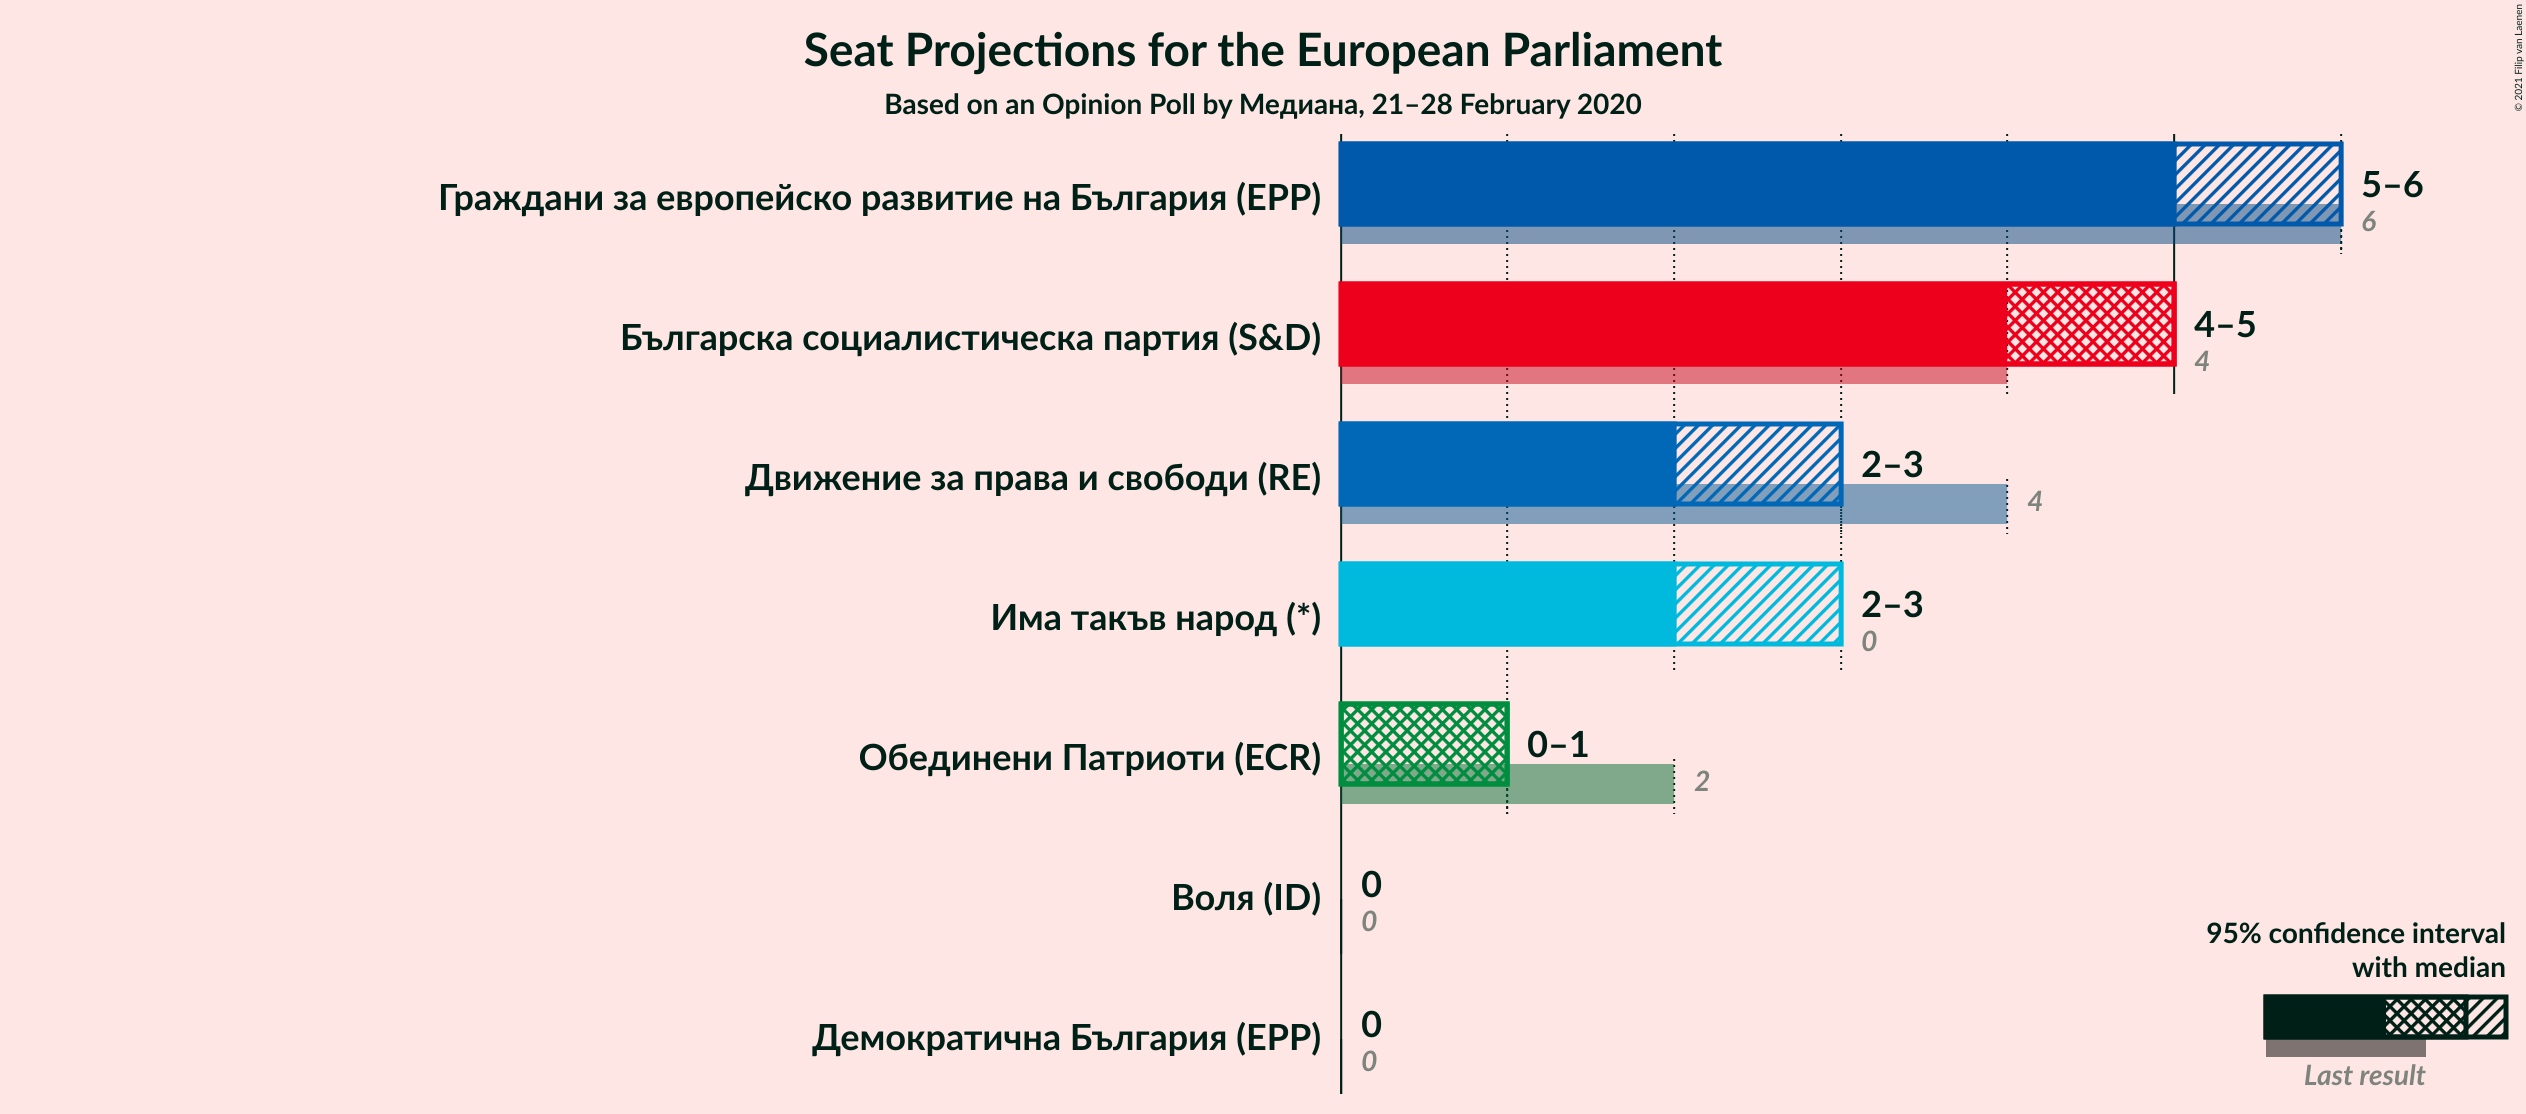 Seat Projections for the European Parliament
Based on an Opinion Poll by Медиана, 21–28 February 2020
© 2021 Filip van Laenen
Граждани за европейско развитие на България (EPP)
5–6
6
Българска социалистическа партия (S&D)
4–5
4
Движение за права и свободи (RE)
2–3
4
Има такъв народ (*)
2–3
0
Обединени Патриоти (ECR)
0–1
2
Воля (ID)
0
0
Демократична България (EPP)
0
0
95% confidence interval
with median
Last result